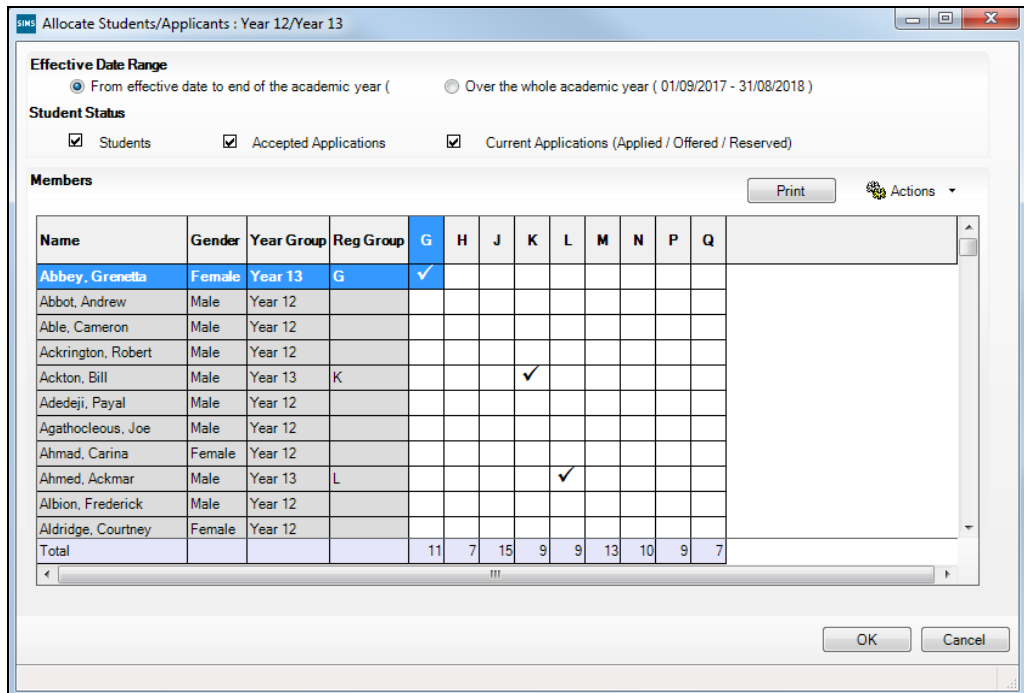 SIMS Allocate Students/Applicants : Year 12/Year 13
Effective Date Range
From effective date to end of the academic year ( Over the whole academic year ( 01/09/2017 - 31/08/2018 )
Student Status
Students Accepted Applications Current Applications (Applied / Offered / Reserved)
Members
Print Actions
Name Gender Year Group Reg Group G H J K L M N P Q
Abbey, Grenetta Female Year 13 G ✓
Abbot, Andrew Male Year 12
Able, Cameron Male Year 12
Ackrington, Robert Male Year 12
Ackton, Bill Male Year 13 K ✓
Adedeji, Payal Male Year 12
Agathocleous, Joe Male Year 12
Ahmad, Carina Female Year 12
Ahmed, Ackmar Male Year 13 L ✓
Albion, Frederick Male Year 12
Aldridge, Courtney Female Year 12
Total 11 7 15 9 9 13 10 9 7
OK Cancel